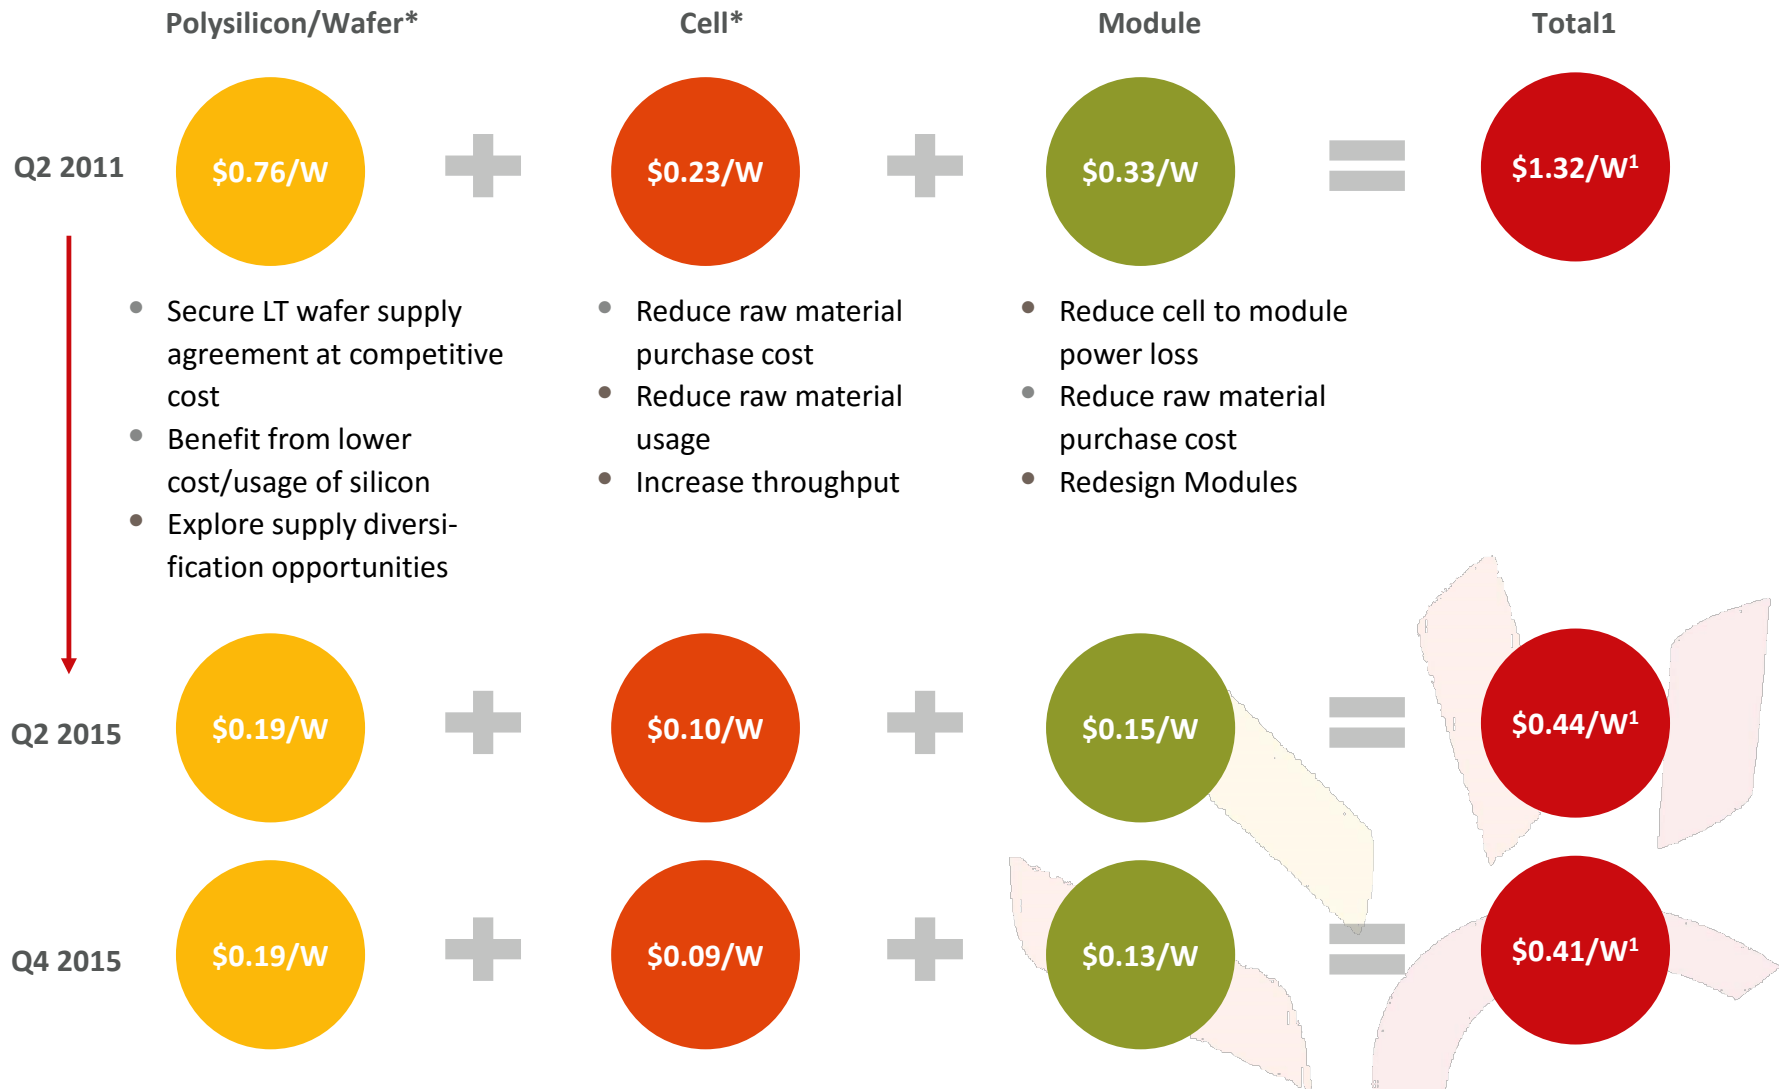 Polysilicon/Wafer*
Cell*
Module
Total1
Q2 2011
$0.76/W
$0.23/W
$0.33/W
$1.32/W¹
• Secure LT wafer supply
agreement at competitive
cost
• Benefit from lower
cost/usage of silicon
• Explore supply diversi-
fication opportunities
• Reduce raw material
purchase cost
• Reduce raw material
usage
• Increase throughput
• Reduce cell to module
power loss
• Reduce raw material
purchase cost
• Redesign Modules
Q2 2015
$0.19/W
$0.10/W
$0.15/W
$0.44/W¹
Q4 2015
$0.19/W
$0.09/W
$0.13/W
$0.41/W¹